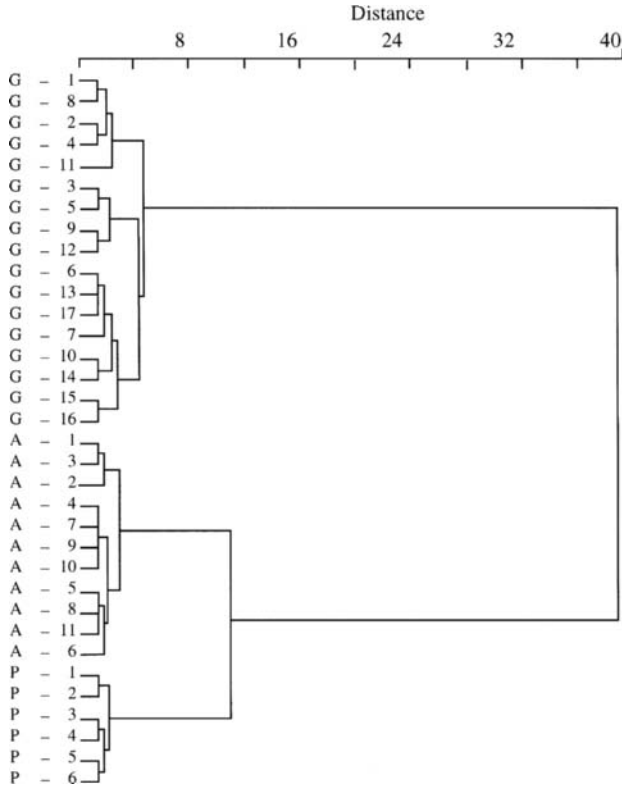 Distance
8 16 24 32 40
G – 1
G – 8
G – 2
G – 4
G – 11
G – 3
G – 5
G – 9
G – 12
G – 6
G – 13
G – 17
G – 7
G – 10
G – 14
G – 15
G – 16
A – 1
A – 3
A – 2
A – 4
A – 7
A – 9
A – 10
A – 5
A – 8
A – 11
A – 6
P – 1
P – 2
P – 3
P – 4
P – 5
P – 6